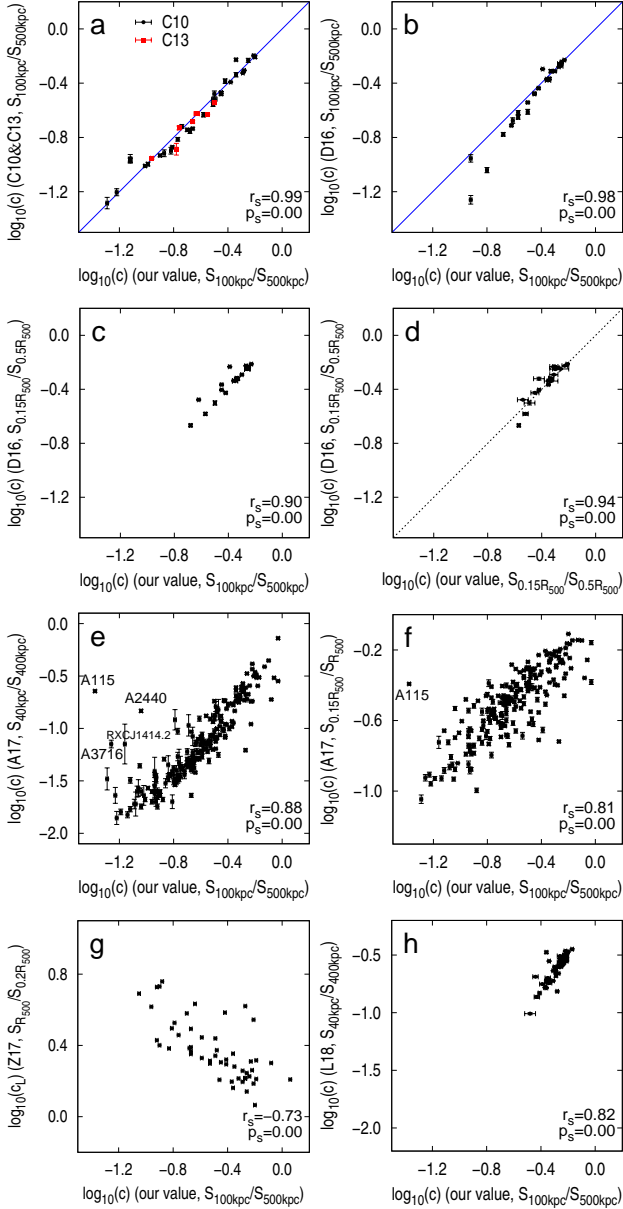 a
C10
C13
0.0
−0.4
−0.8
−1.2
log10(c) (C10&C13, S100kpc/S500kpc)
rs=0.99
ps=0.00
−1.2 −0.8 −0.4 0.0
log10(c) (our value, S100kpc/S500kpc)
b
0.0
−0.4
−0.8
−1.2
log10(c) (D16, S100kpc/S500kpc)
rs=0.98
ps=0.00
−1.2 −0.8 −0.4 0.0
log10(c) (our value, S100kpc/S500kpc)
c
0.0
−0.4
−0.8
−1.2
log10(c) (D16, S0.15R500/S0.5R500)
rs=0.90
ps=0.00
−1.2 −0.8 −0.4 0.0
log10(c) (our value, S100kpc/S500kpc)
d
0.0
−0.4
−0.8
−1.2
log10(c) (D16, S0.15R500/S0.5R500)
rs=0.94
ps=0.00
−1.2 −0.8 −0.4 0.0
log10(c) (our value, S0.15R500/S0.5R500)
e
0.0
−0.5
−1.0
−1.5
−2.0
log10(c) (A17, S40kpc/S400kpc)
A115
A2440
RXCJ1414.2
A3716
rs=0.88
ps=0.00
−1.2 −0.8 −0.4 0.0
log10(c) (our value, S100kpc/S500kpc)
f
−0.2
−0.6
−1.0
log10(c) (A17, S0.15R500/SR500)
A115
rs=0.81
ps=0.00
−1.2 −0.8 −0.4 0.0
log10(c) (our value, S100kpc/S500kpc)
g
0.8
0.4
0.0
log10(cL) (Z17, SR500/S0.2R500)
rs=−0.73
ps=0.00
−1.2 −0.8 −0.4 0.0
log10(c) (our value, S100kpc/S500kpc)
h
−0.5
−1.0
−1.5
−2.0
log10(c) (L18, S40kpc/S400kpc)
rs=0.82
ps=0.00
−1.2 −0.8 −0.4 0.0
log10(c) (our value, S100kpc/S500kpc)